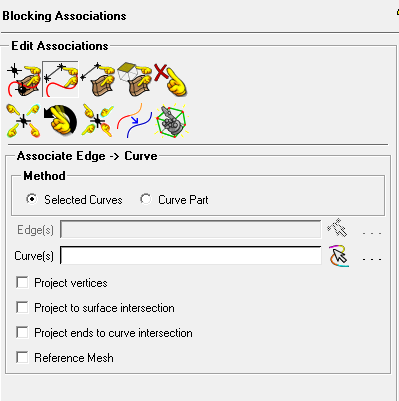 Blocking Associations
Edit Associations
Associate Edge -> Curve
Method
Selected Curves Curve Part
Edge(s) ...
Curve(s) ...
Project vertices
Project to surface intersection
Project ends to curve intersection
Reference Mesh